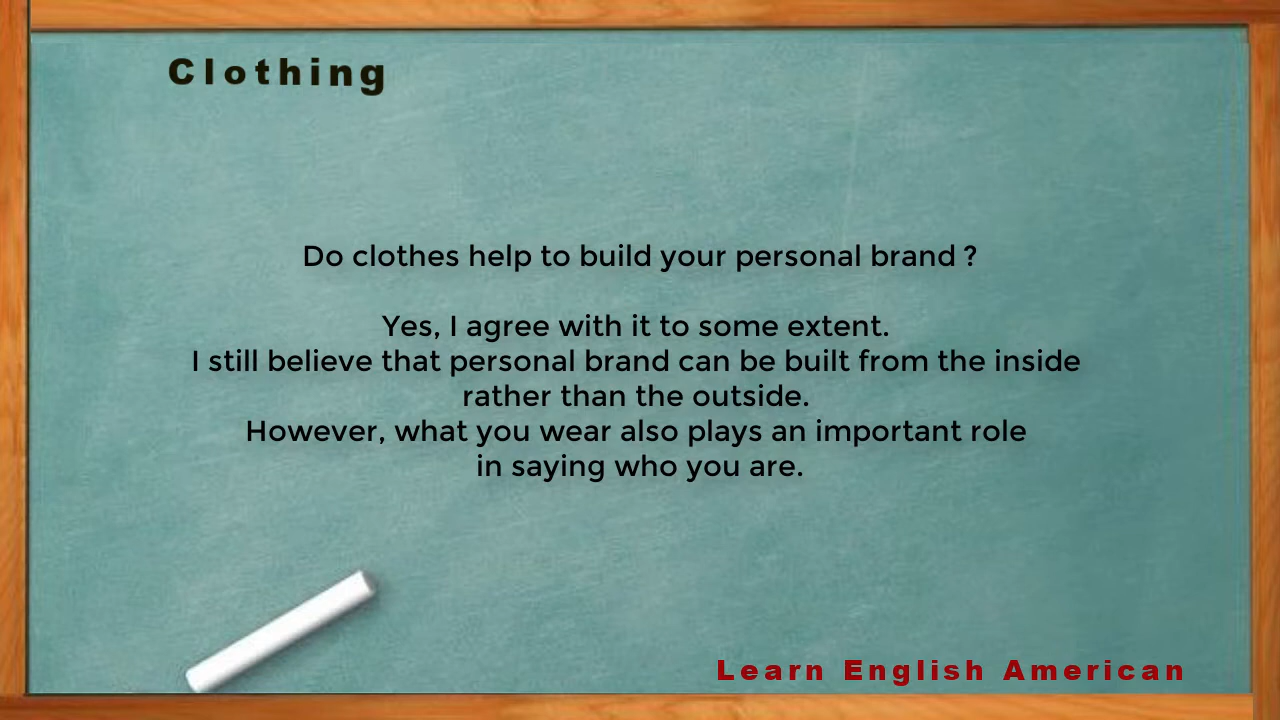 Clothing
Do clothes help to build your personal brand ?
Yes, I agree with it to some extent.
I still believe that personal brand can be built from the inside
rather than the outside.
However, what you wear also plays an important role
in saying who you are.
Learn English American